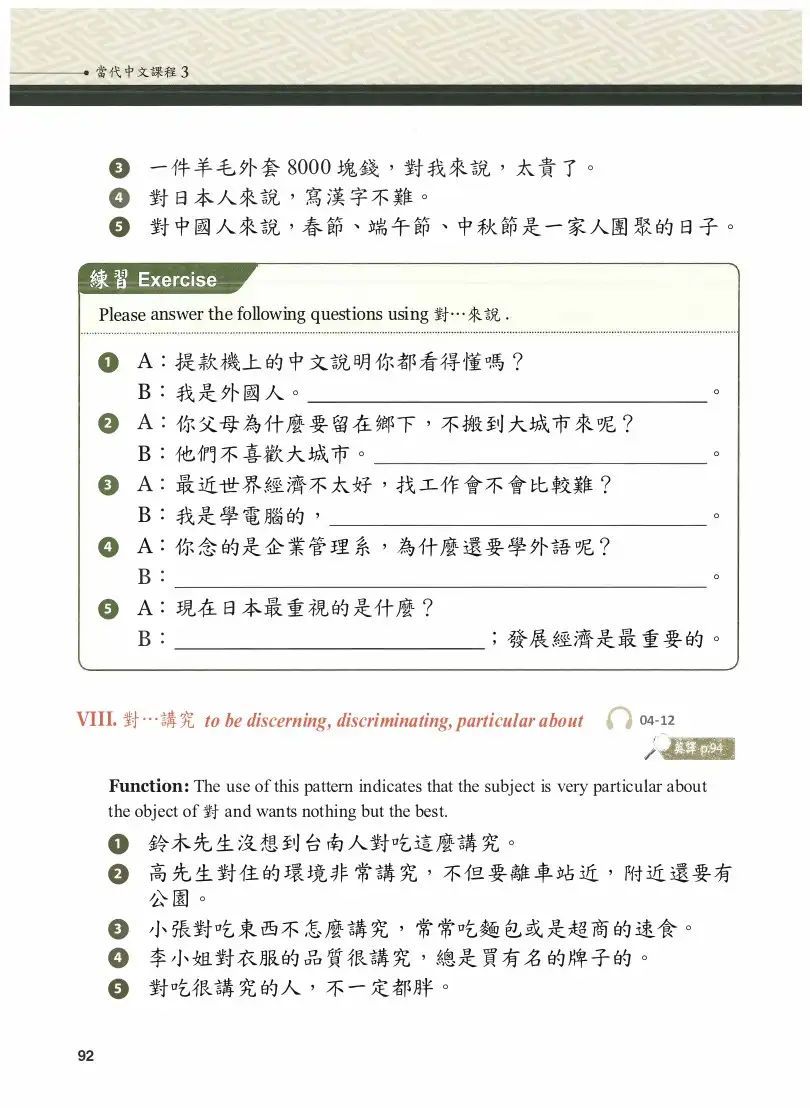 當代中文課程 3
3 一件羊毛外套 8000 塊錢，對我來說，太貴了。
4 對日本人來說，寫漢字不難。
5 對中國人來說，春節、端午節、中秋節是一家人團聚的日子。
練習 Exercise
Please answer the following questions using 對…來說 .
1 A：提款機上的中文說明你都看得懂嗎？
B：我是外國人。________________。
2 A：你父母為什麼要留在鄉下，不搬到大城市來呢？
B：他們不喜歡大城市。________________。
3 A：最近世界經濟不太好，找工作會不會比較難？
B：我是學電腦的，________________。
4 A：你念的是企業管理系，為什麼還要學外語呢？
B：________________。
5 A：現在日本最重視的是什麼？
B：________________；發展經濟是最重要的。
VIII. 對…講究 to be discerning, discriminating, particular about 04-12
英譯 p.94
Function: The use of this pattern indicates that the subject is very particular about
the object of 對 and wants nothing but the best.
1 鈴木先生沒想到台南人對吃這麼講究。
2 高先生對住的環境非常講究，不但要離車站近，附近還要有
公園。
3 小張對吃東西不怎麼講究，常常吃麵包或是超商的速食。
4 李小姐對衣服的品質很講究，總是買有名的牌子的。
5 對吃很講究的人，不一定都胖。
92